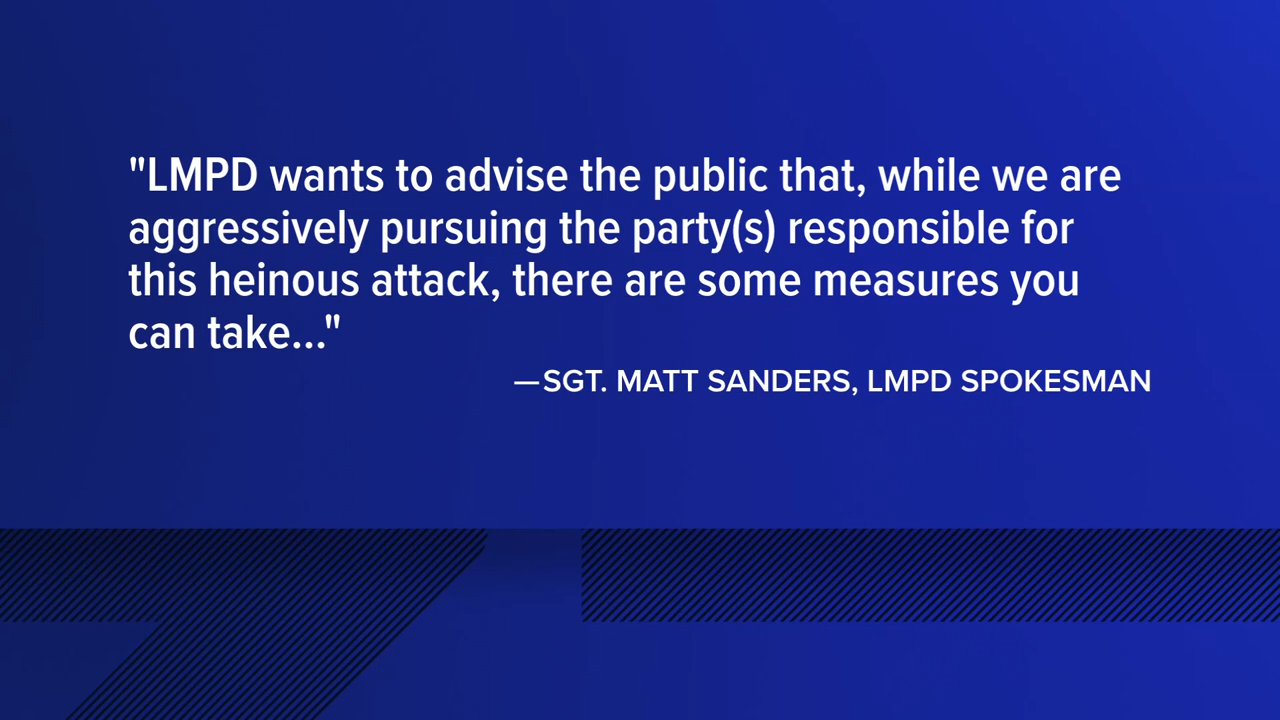 "LMPD wants to advise the public that, while we are
aggressively pursuing the party(s) responsible for
this heinous attack, there are some measures you
can take..."
—SGT. MATT SANDERS, LMPD SPOKESMAN